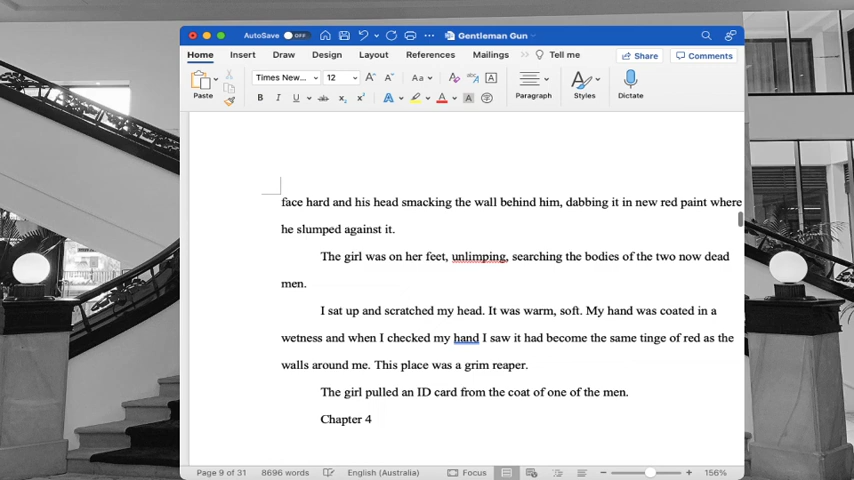 AutoSave OFF Gentleman Gun
Home Insert Draw Design Layout References Mailings >> Tell me Share Comments
Times New... 12 Aa A
Paste B I U ab x₂ x² A A A Paragraph Styles Dictate
face hard and his head smacking the wall behind him, dabbing it in new red paint where
he slumped against it.
The girl was on her feet, unlimping, searching the bodies of the two now dead
men.
I sat up and scratched my head. It was warm, soft. My hand was coated in a
wetness and when I checked my hand I saw it had become the same tinge of red as the
walls around me. This place was a grim reaper.
The girl pulled an ID card from the coat of one of the men.
Chapter 4
Page 9 of 31 8696 words English (Australia) Focus 156%